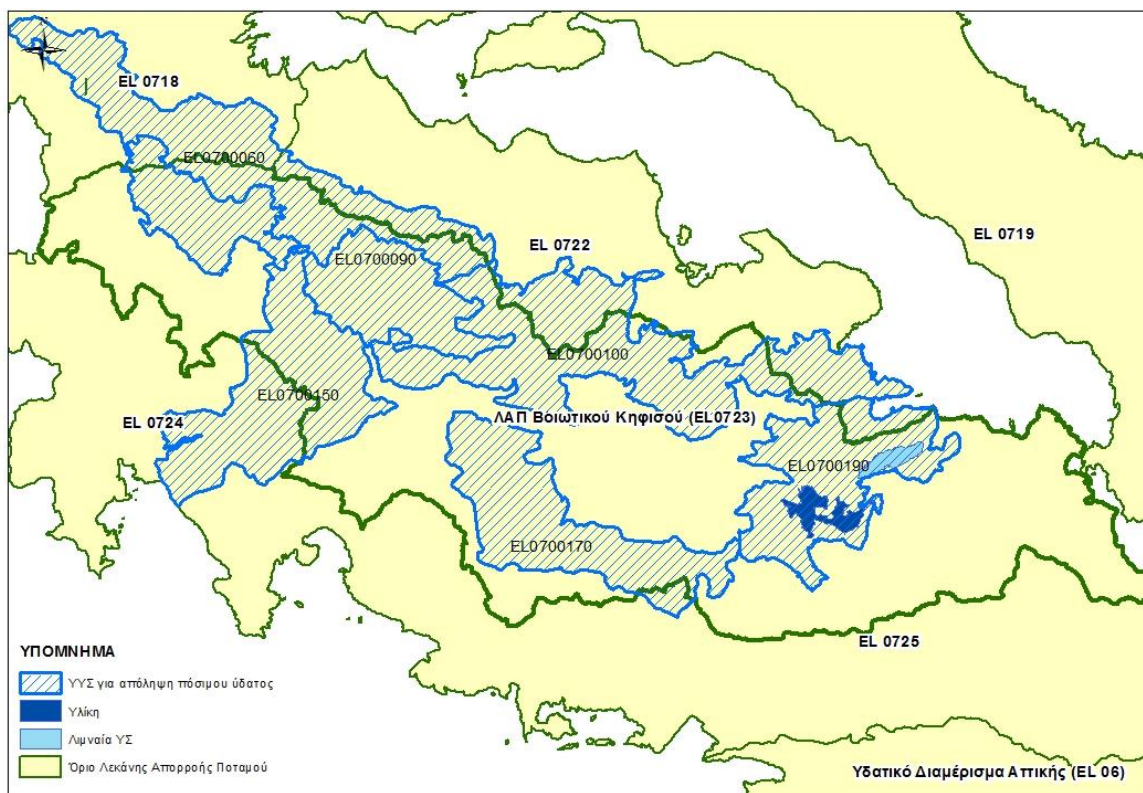 EL 0718
EL0700060
EL 0719
EL 0722
EL0700090
EL0700100
EL0700150
EL 0724
ΛΑΠ Βοιωτικού Κηφισού (EL0723)
EL0700190
EL0700170
EL 0725
ΥΠΟΜΝΗΜΑ
ΥΥΣ για απόληψη πόσιμου ύδατος
Υλίκη
Λιμναία ΥΣ
Όριο Λεκάνης Απορροής Ποταμού
Υδατικό Διαμέρισμα Αττικής (EL 06)